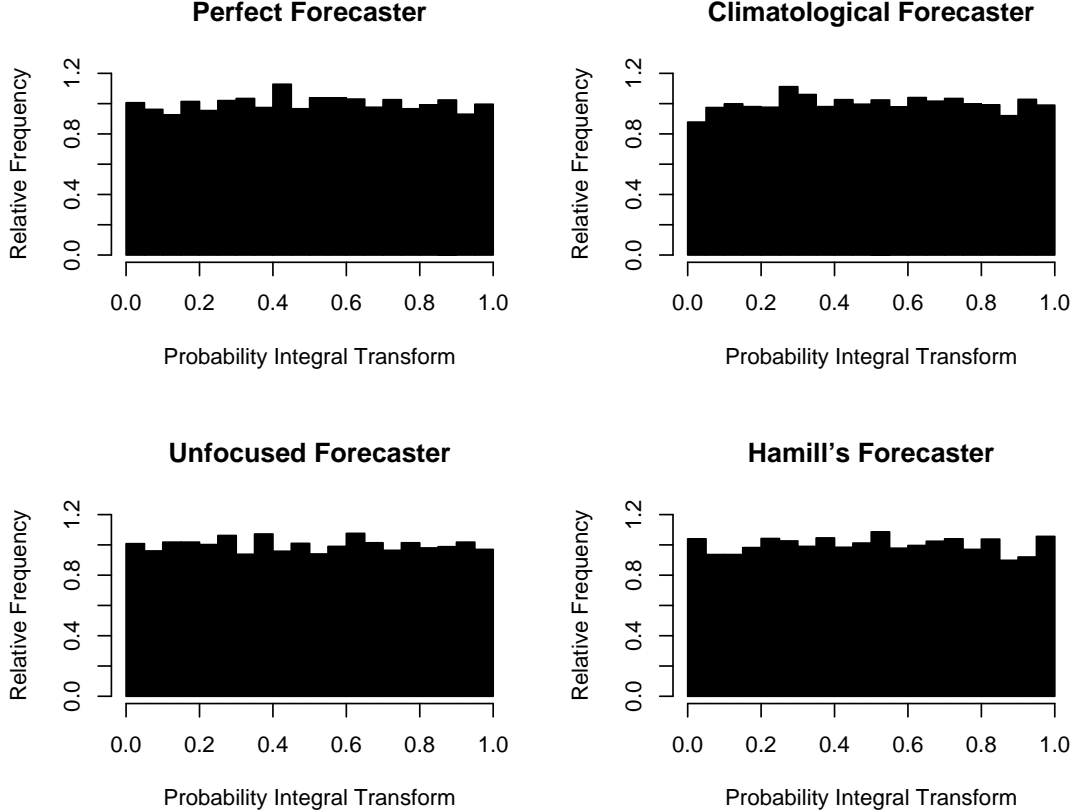 Perfect Forecaster
Relative Frequency
0.0 0.4 0.8 1.2
0.0 0.2 0.4 0.6 0.8 1.0
Probability Integral Transform
Climatological Forecaster
Relative Frequency
0.0 0.4 0.8 1.2
0.0 0.2 0.4 0.6 0.8 1.0
Probability Integral Transform
Unfocused Forecaster
Relative Frequency
0.0 0.4 0.8 1.2
0.0 0.2 0.4 0.6 0.8 1.0
Probability Integral Transform
Hamill’s Forecaster
Relative Frequency
0.0 0.4 0.8 1.2
0.0 0.2 0.4 0.6 0.8 1.0
Probability Integral Transform